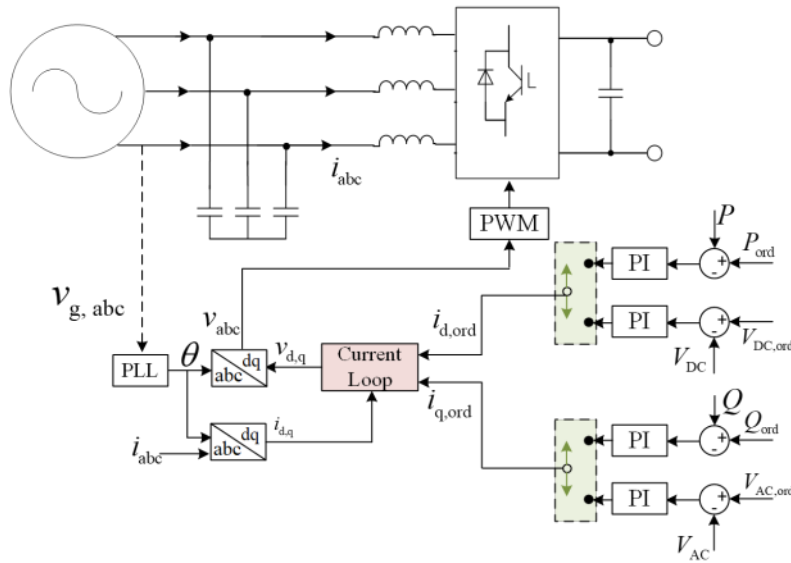 i_abc
PWM
P
P_ord
PI
PI
V_DC
V_DC,ord
v_g, abc
v_abc
v_d,q
i_d,ord
PLL
θ
dq
abc
Current
Loop
i_q,ord
i_abc
dq
abc
i_d,q
Q
Q_ord
PI
PI
V_AC
V_AC,ord
+
-
+
-
+
-
+
-